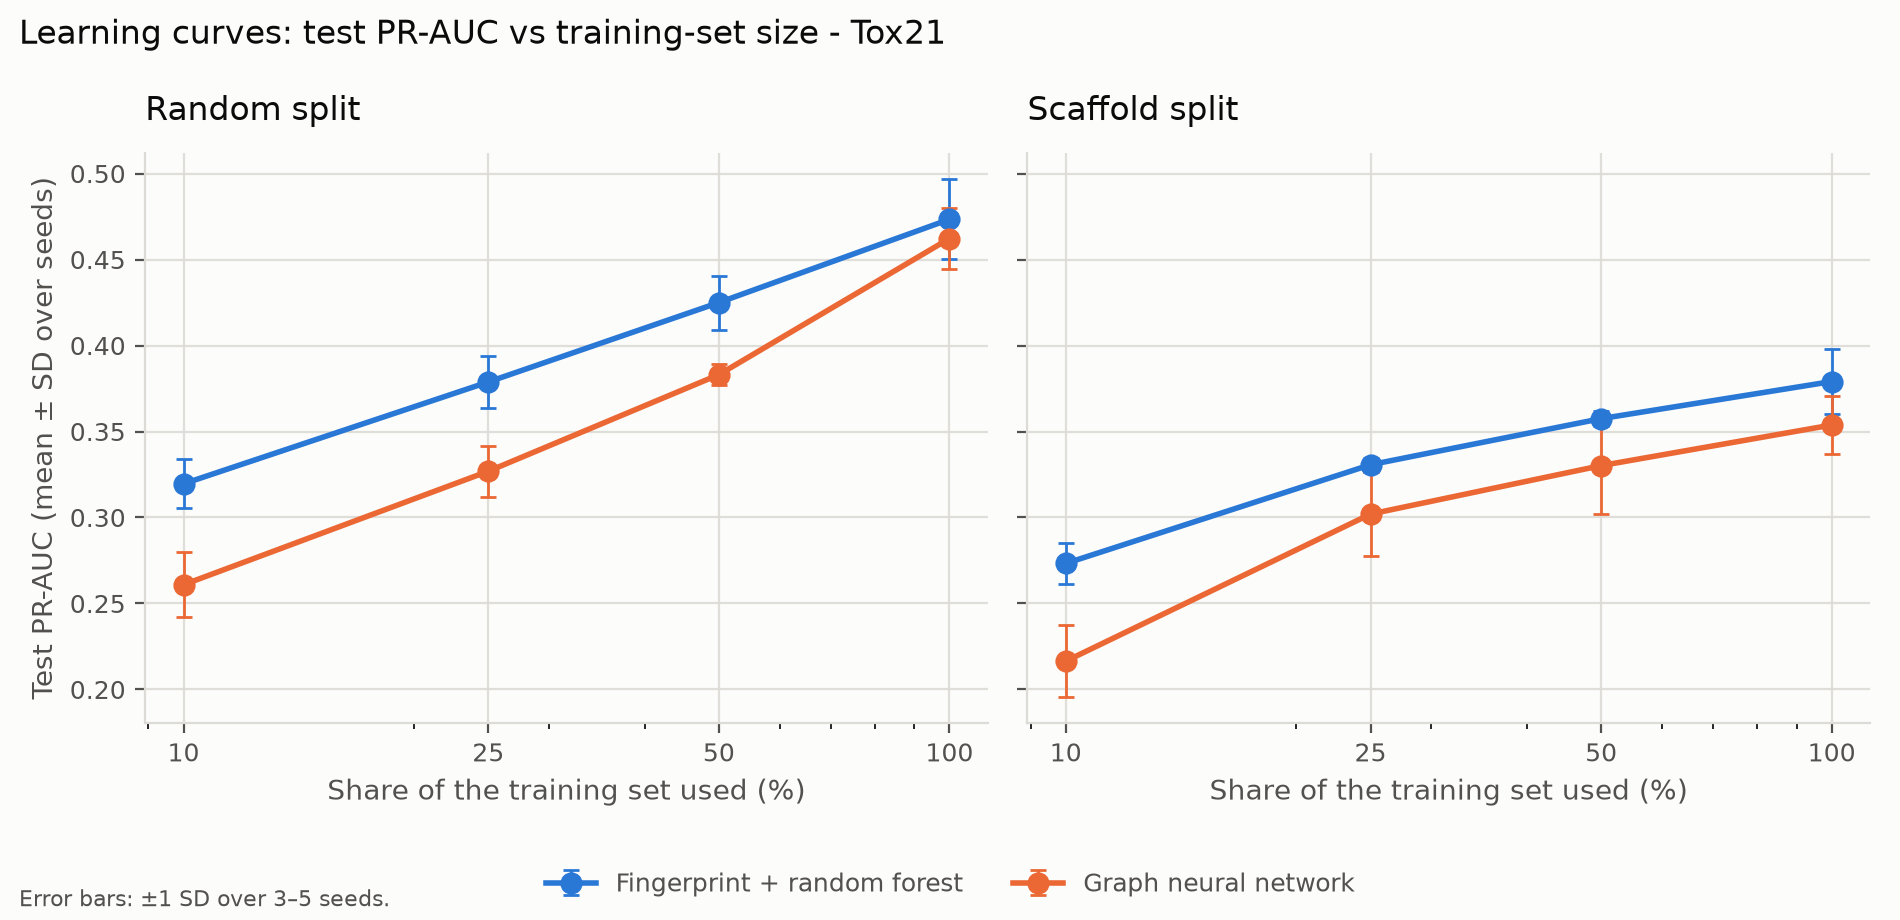 Learning curves: test PR-AUC vs training-set size - Tox21
Random split
Scaffold split
Test PR-AUC (mean ± SD over seeds)
0.50
0.45
0.40
0.35
0.30
0.25
0.20
10 25 50 100
10 25 50 100
Share of the training set used (%)
Share of the training set used (%)
Fingerprint + random forest
Graph neural network
Error bars: ±1 SD over 3–5 seeds.